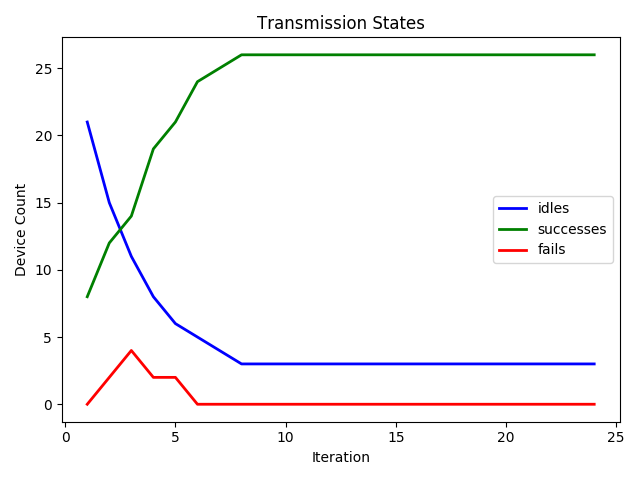 Transmission States
Device Count
25
20
15
10
5
0
idles
successes
fails
0 5 10 15 20 25
Iteration